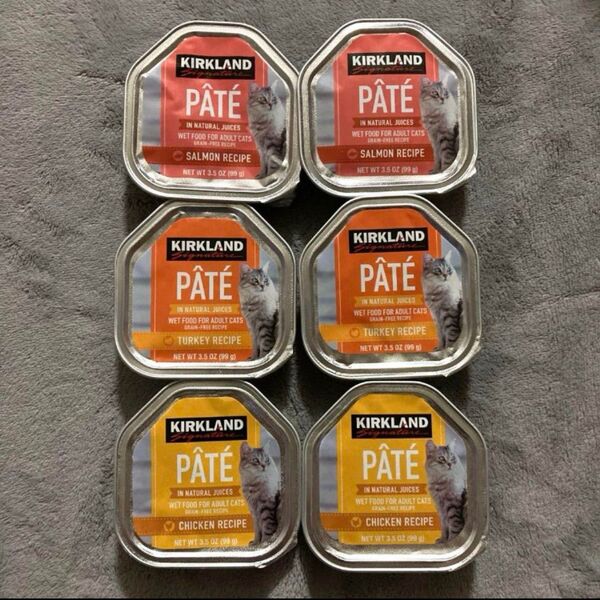 KIRKLAND
Signature
PÂTÉ
IN NATURAL JUICES
WET FOOD FOR ADULT CATS
GRAIN-FREE RECIPE
SALMON RECIPE
NET WT 3.5 OZ (99 g)
KIRKLAND
Signature
PÂTÉ
IN NATURAL JUICES
WET FOOD FOR ADULT CATS
GRAIN-FREE RECIPE
SALMON RECIPE
NET WT 3.5 OZ (99 g)
KIRKLAND
Signature
PÂTÉ
IN NATURAL JUICES
WET FOOD FOR ADULT CATS
GRAIN-FREE RECIPE
TURKEY RECIPE
NET WT 3.5 OZ (99 g)
KIRKLAND
Signature
PÂTÉ
IN NATURAL JUICES
WET FOOD FOR ADULT CATS
GRAIN-FREE RECIPE
TURKEY RECIPE
NET WT 3.5 OZ (99 g)
KIRKLAND
Signature
PÂTÉ
IN NATURAL JUICES
WET FOOD FOR ADULT CATS
GRAIN-FREE RECIPE
CHICKEN RECIPE
NET WT 3.5 OZ (99 g)
KIRKLAND
Signature
PÂTÉ
IN NATURAL JUICES
WET FOOD FOR ADULT CATS
GRAIN-FREE RECIPE
CHICKEN RECIPE
NET WT 3.5 OZ (99 g)